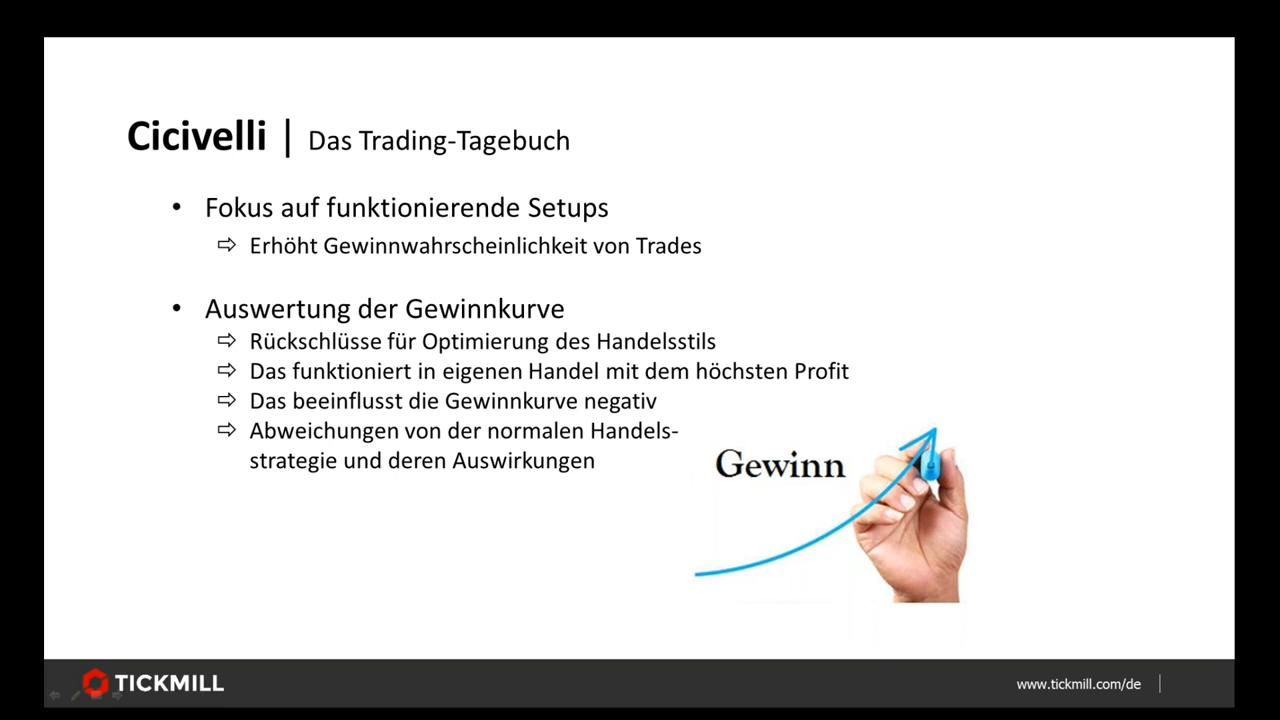 Cicivelli | Das Trading-Tagebuch
• Fokus auf funktionierende Setups
⇨ Erhöht Gewinnwahrscheinlichkeit von Trades
• Auswertung der Gewinnkurve
⇨ Rückschlüsse für Optimierung des Handelsstils
⇨ Das funktioniert in eigenen Handel mit dem höchsten Profit
⇨ Das beeinflusst die Gewinnkurve negativ
⇨ Abweichungen von der normalen Handels-
strategie und deren Auswirkungen
Gewinn
TICKMILL
www.tickmill.com/de |